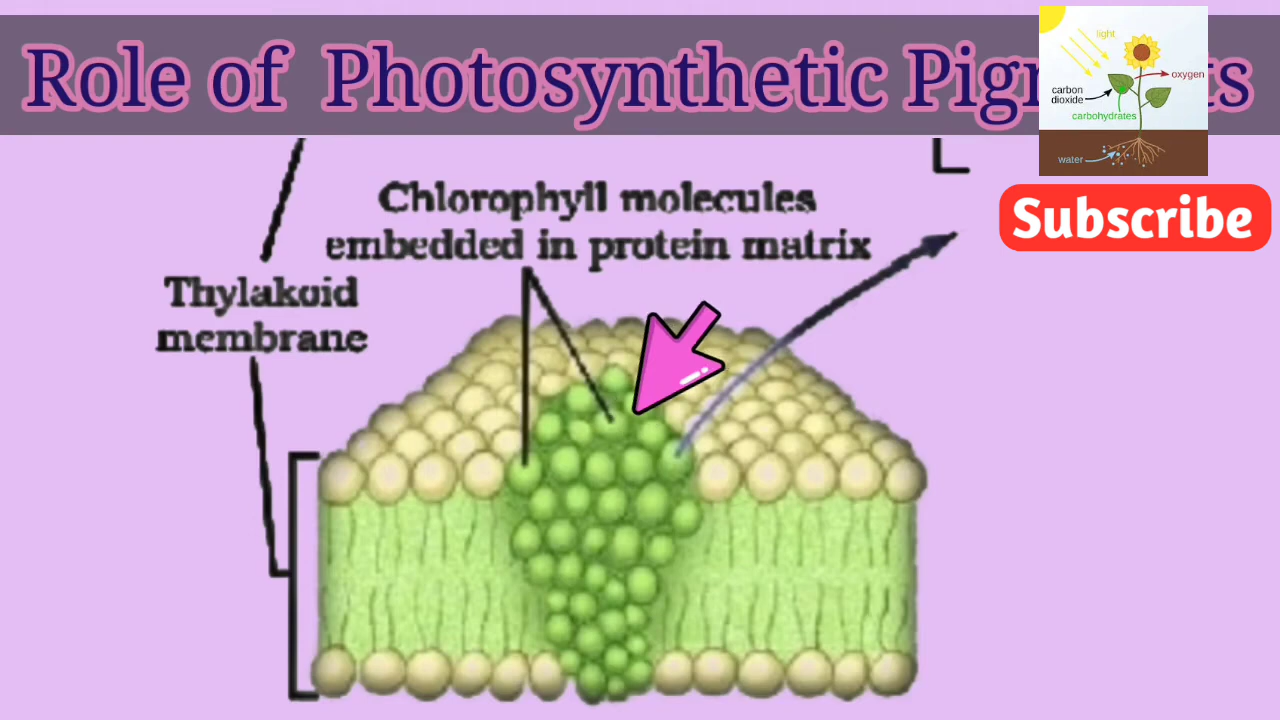 Role of Photosynthetic Pig ts
light
oxygen
carbon
dioxide
carbohydrates
water
Subscribe
Chlorophyll molecules
embedded in protein matrix
Thylakoid
membrane